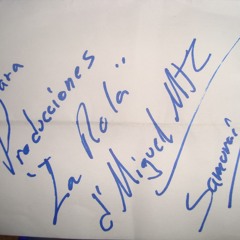 Para
Producciones
"La Rola"
d' Miguel Mtz
Samurai